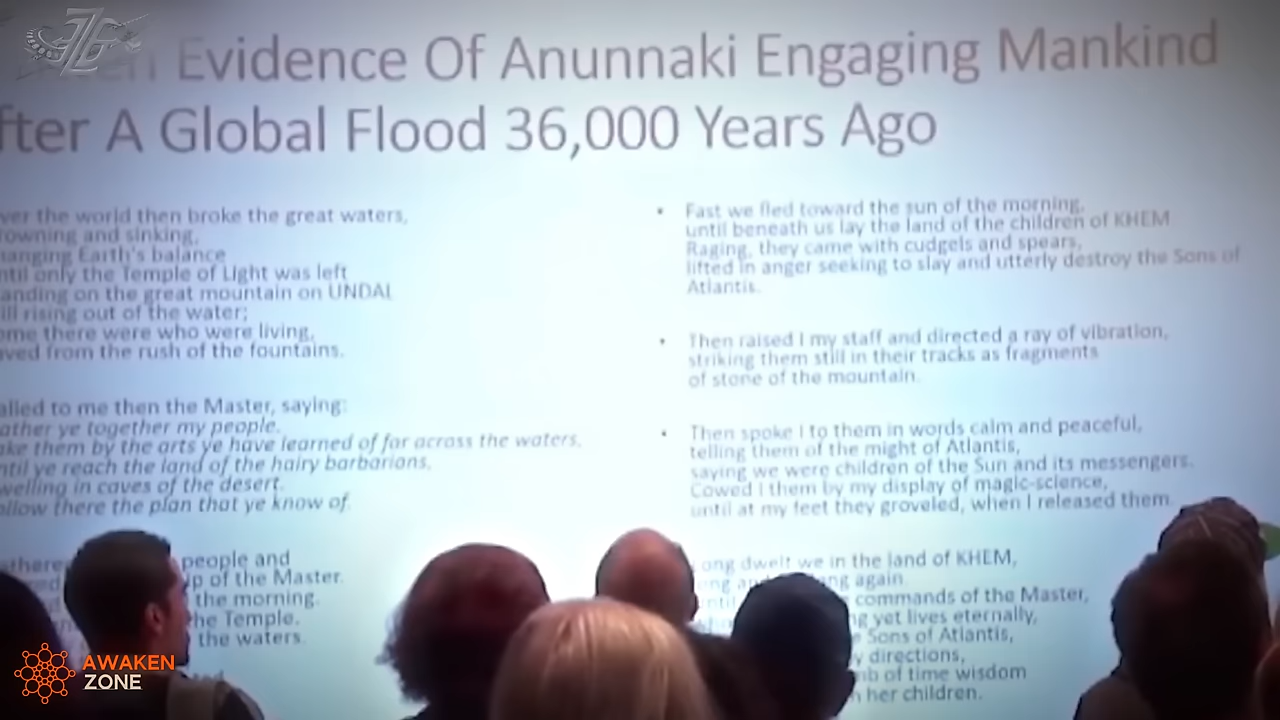 Evidence Of Anunnaki Engaging Mankind
fter A Global Flood 36,000 Years Ago
ver the world then broke the great waters,
rowning and sinking,
hanging Earth's balance
ntil only the Temple of Light was left
anding on the great mountain on UNDAL
ill rising out of the water;
ome there were who were living,
aved from the rush of the fountains.
alled to me then the Master, saying:
ather ye together my people.
ake them by the arts ye have learned of far across the waters,
ntil ye reach the land of the hairy barbarians,
welling in caves of the desert.
ollow there the plan that ye know of.
people and
p of the Master.
the morning.
he Temple.
the waters.
• Fast we fled toward the sun of the morning,
until beneath us lay the land of the children of KHEM
Raging, they came with cudgels and spears,
lifted in anger seeking to slay and utterly destroy the Sons of
Atlantis.
• Then raised I my staff and directed a ray of vibration,
striking them still in their tracks as fragments
of stone of the mountain.
• Then spoke I to them in words calm and peaceful,
telling them of the might of Atlantis,
saying we were children of the Sun and its messengers.
Cowed I them by my display of magic-science,
until at my feet they groveled, when I released them.
ong dwelt we in the land of KHEM,
ng again.
commands of the Master,
yet lives eternally,
Sons of Atlantis,
directions,
of time wisdom
her children.
AWAKEN
ZONE